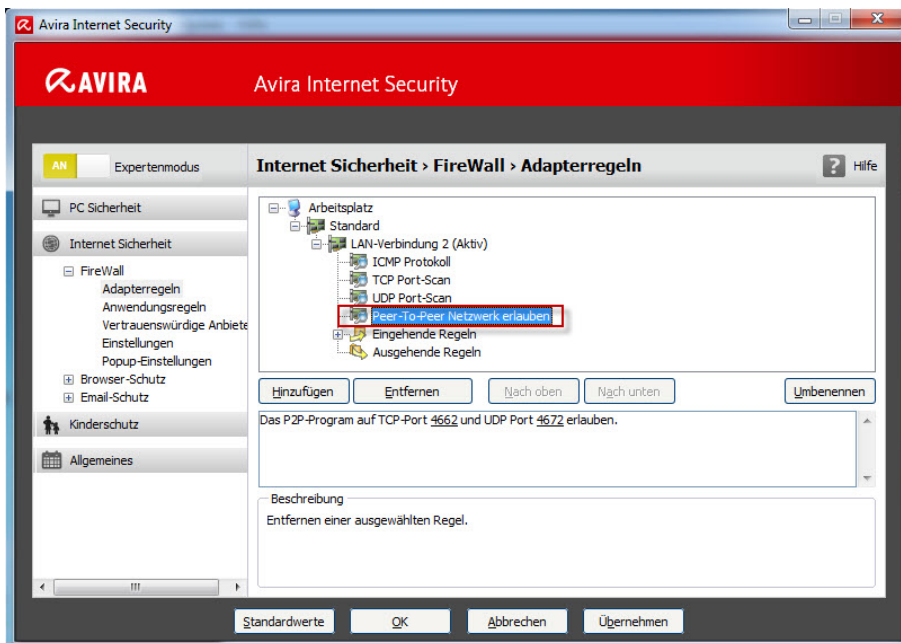 Avira Internet Security
AVIRA
Avira Internet Security
AN
Expertenmodus
Internet Sicherheit › FireWall › Adapterregeln
? Hilfe
PC Sicherheit
Internet Sicherheit
FireWall
Adapterregeln
Anwendungsregeln
Vertrauenswürdige Anbiete
Einstellungen
Popup-Einstellungen
Browser-Schutz
Email-Schutz
Kinderschutz
Allgemeines
Arbeitsplatz
Standard
LAN-Verbindung 2 (Aktiv)
ICMP Protokoll
TCP Port-Scan
UDP Port-Scan
Peer-To-Peer Netzwerk erlauben
Eingehende Regeln
Ausgehende Regeln
Hinzufügen
Entfernen
Nach oben
Nach unten
Umbenennen
Das P2P-Program auf TCP-Port 4662 und UDP Port 4672 erlauben.
Beschreibung
Entfernen einer ausgewählten Regel.
Standardwerte
OK
Abbrechen
Übernehmen